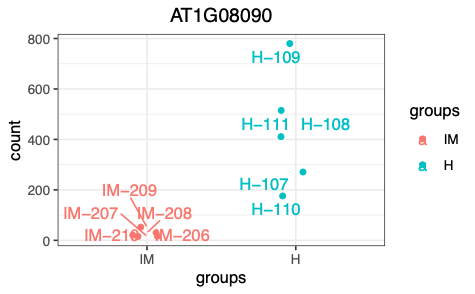 AT1G08090
count
800
600
400
200
0
H−109
H−111
H−108
H−107
H−110
IM−209
IM−207
IM−208
IM−210
IM−206
IM
H
groups
groups
a IM
a H